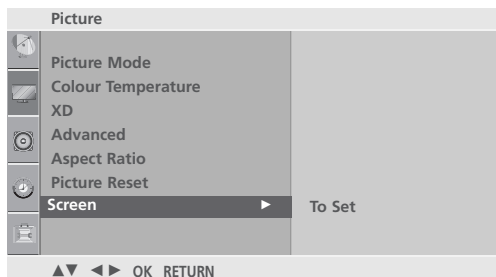 Picture
Picture Mode
Colour Temperature
XD
Advanced
Aspect Ratio
Picture Reset
Screen ► To Set
▲▼ ◄► OK RETURN